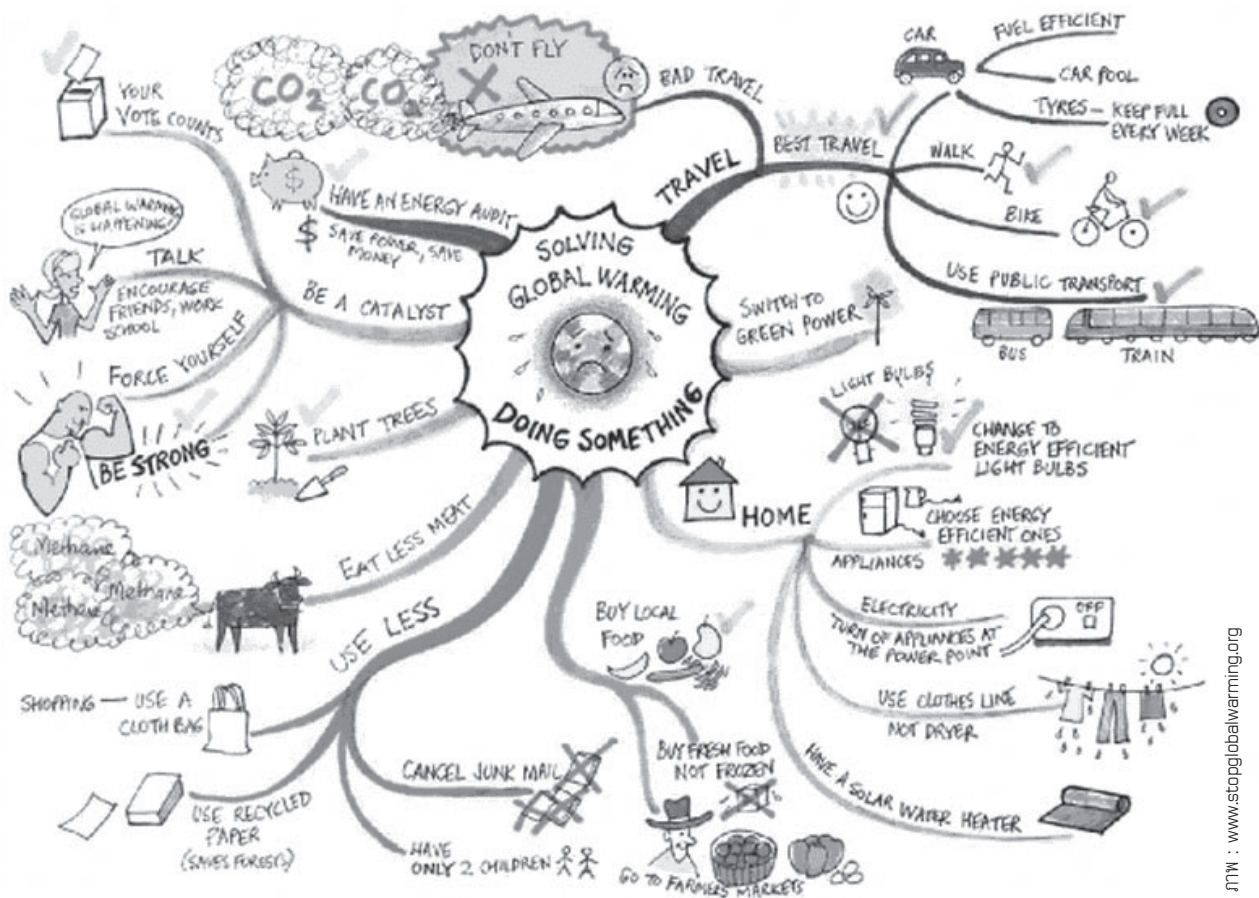 SOLVING
GLOBAL WARMING
DOING SOMETHING
TRAVEL
BAD TRAVEL
DON'T FLY
CO2
CO2
BEST TRAVEL
CAR
FUEL EFFICIENT
CAR POOL
TYRES - KEEP FULL
EVERY WEEK
WALK
BIKE
USE PUBLIC TRANSPORT
BUS
TRAIN
SWITCH TO
GREEN POWER
HOME
LIGHT BULBS
CHANGE TO
ENERGY EFFICIENT
LIGHT BULBS
CHOOSE ENERGY
EFFICIENT ONES
APPLIANCES
ELECTRICITY
TURN OF APPLIANCES AT
THE POWER POINT
OFF
USE CLOTHES LINE
NOT DRYER
HAVE A SOLAR WATER HEATER
BUY LOCAL
FOOD
BUY FRESH FOOD
NOT FROZEN
GO TO FARMERS MARKETS
USE LESS
CANCEL JUNK MAIL
HAVE
ONLY 2 CHILDREN
USE RECYCLED
PAPER
(SAVES FORESTS)
SHOPPING — USE A
CLOTH BAG
EAT LESS MEAT
Methane
Methane
Methane
PLANT TREES
BE A CATALYST
YOUR
VOTE COUNTS
GLOBAL WARMING
IS HAPPENING!
TALK
ENCOURAGE
FRIENDS, WORK
SCHOOL
FORCE YOURSELF
BE STRONG
HAVE AN ENERGY AUDIT
$
$
SAVE POWER, SAVE
MONEY
ภาพ : www.stopglobalwarming.org